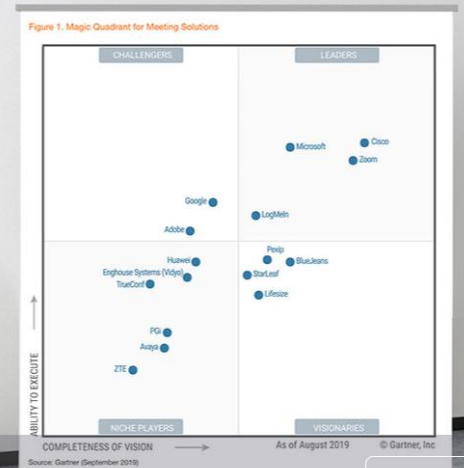 Figure 1. Magic Quadrant for Meeting Solutions
CHALLENGERS
LEADERS
Microsoft
Cisco
Zoom
Google
LogMeIn
Adobe
Pexip
Huawei
BlueJeans
Enghouse Systems (Vidyo)
StarLeaf
TrueConf
Lifesize
PGi
Avaya
ZTE
ABILITY TO EXECUTE
NICHE PLAYERS
VISIONARIES
COMPLETENESS OF VISION
As of August 2019
© Gartner, Inc
Source: Gartner (September 2019)